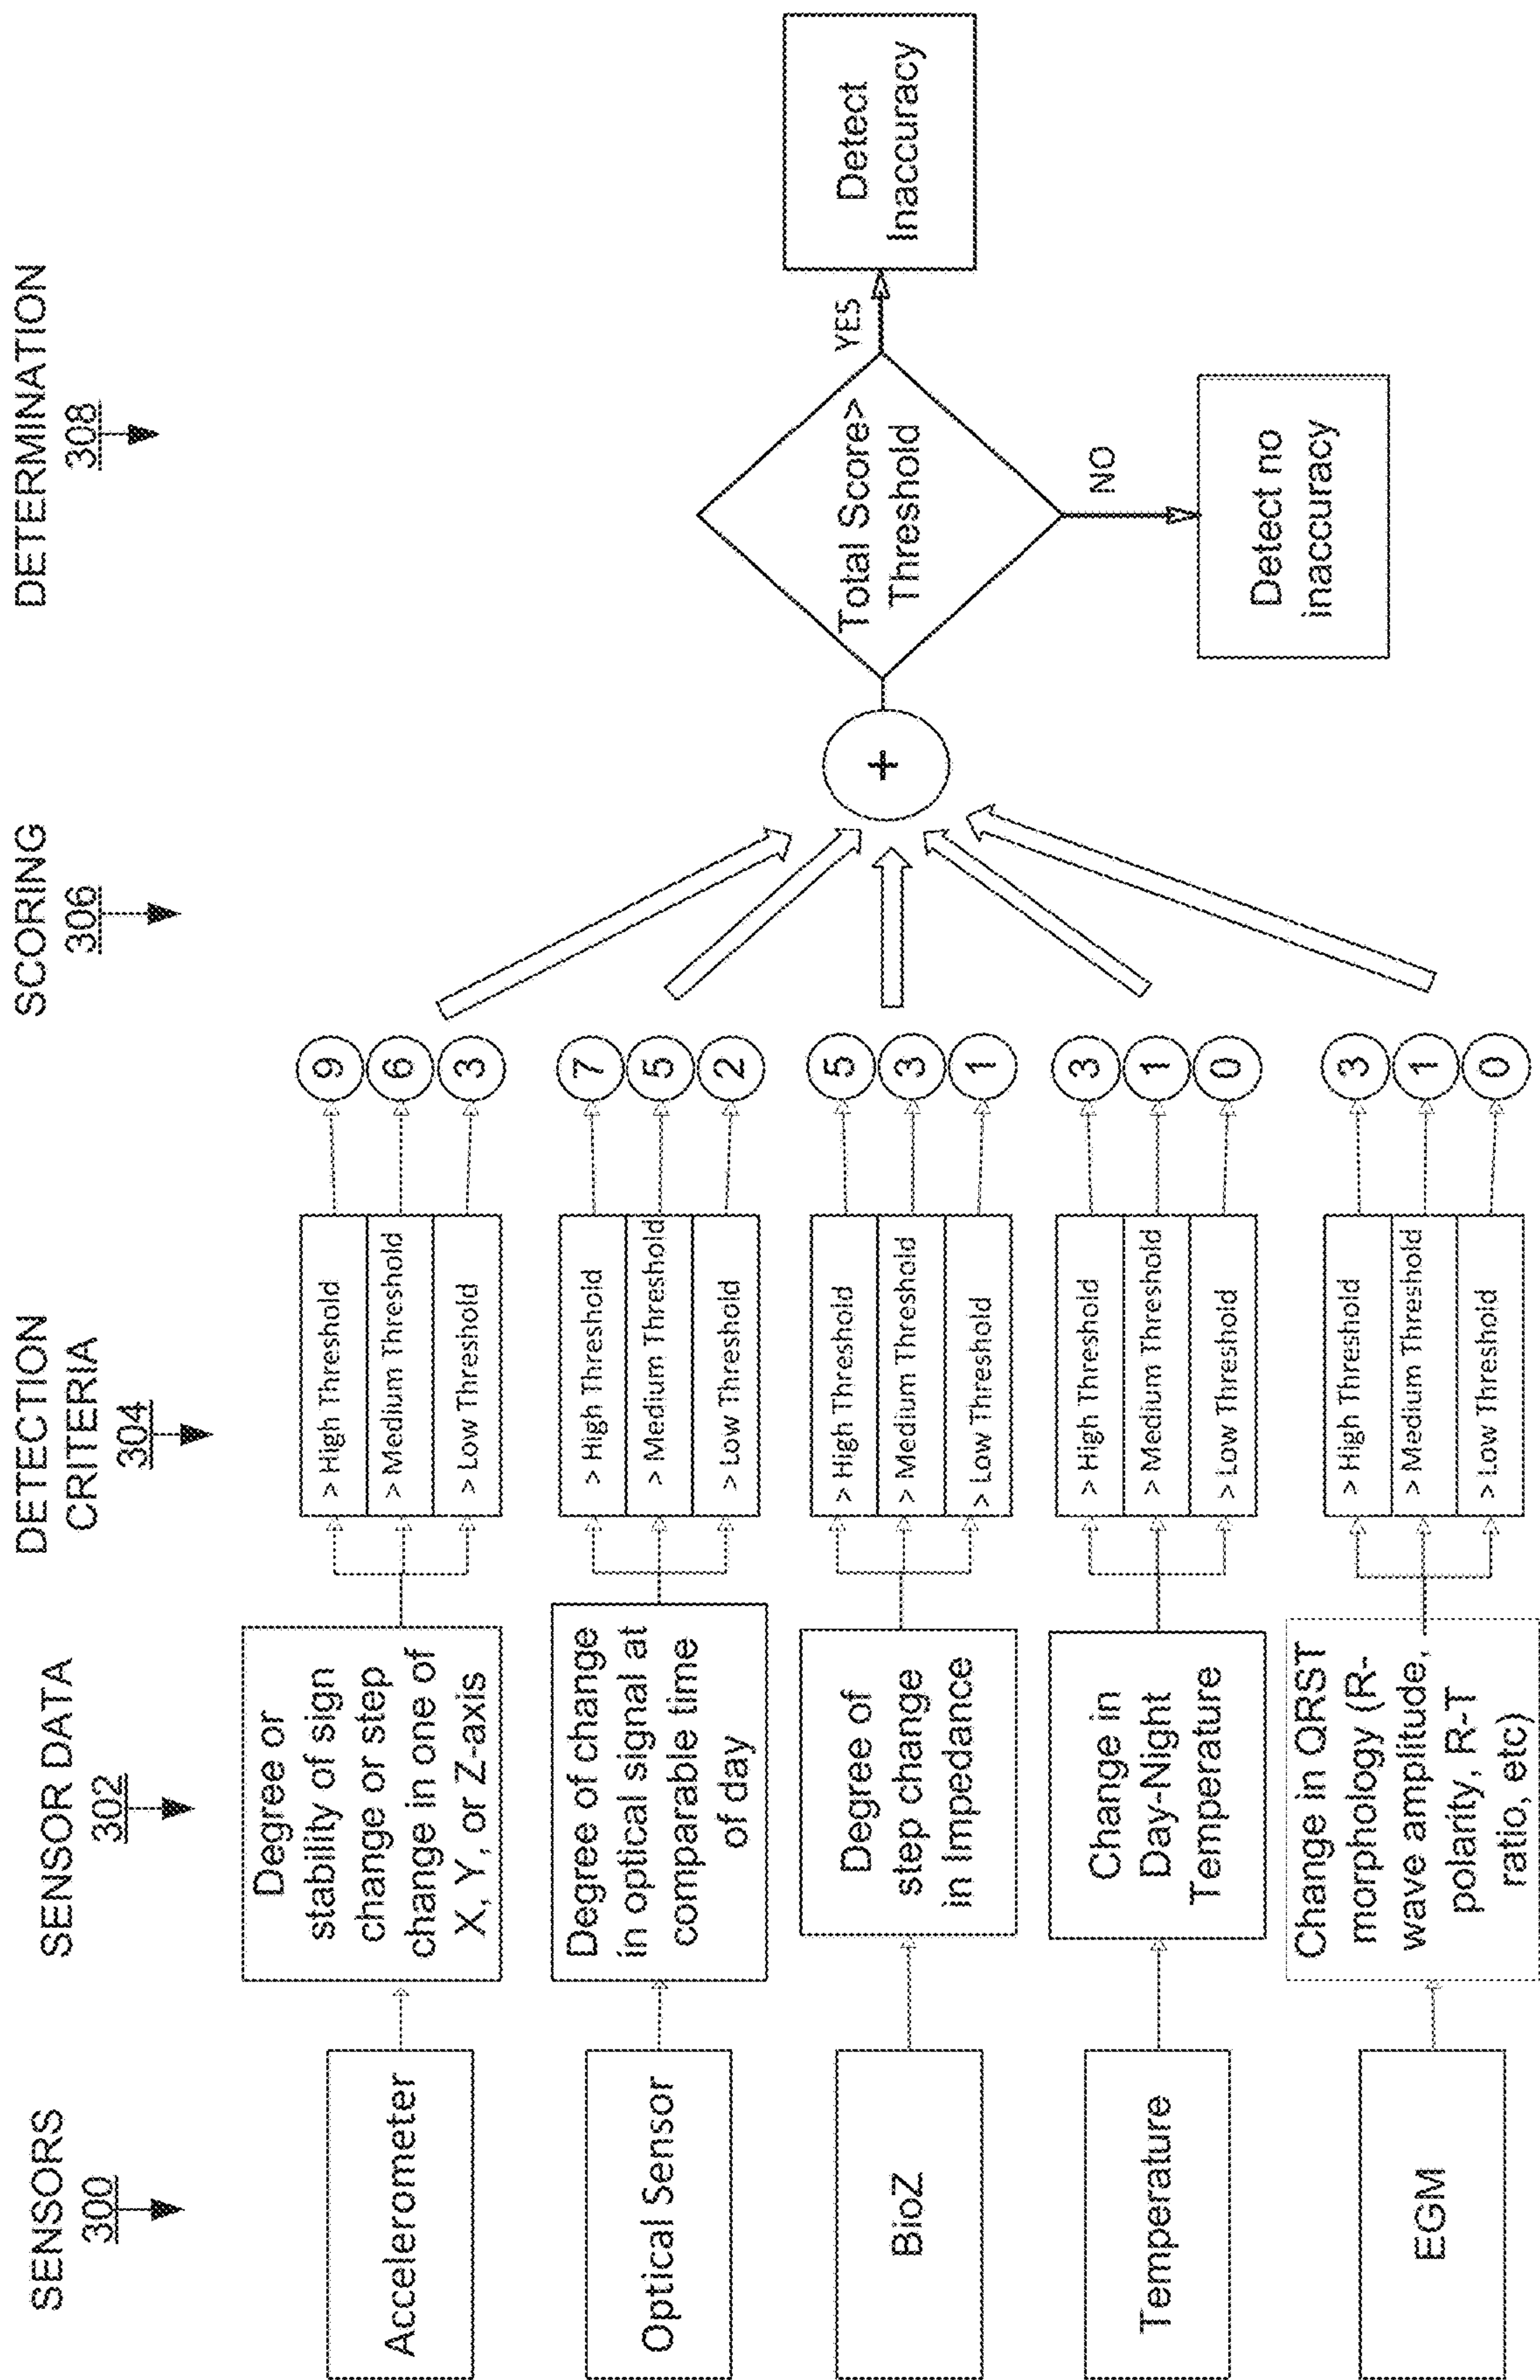 SENSORS
300
SENSOR DATA
302
DETECTION
CRITERIA
304
SCORING
306
DETERMINATION
308
Accelerometer
Degree or
stability of sign
change or step
change in one of
X, Y, or Z-axis
> High Threshold
> Medium Threshold
> Low Threshold
9
6
3
Optical Sensor
Degree of change
in optical signal at
comparable time
of day
> High Threshold
> Medium Threshold
> Low Threshold
7
5
2
BioZ
Degree of
step change
in Impedance
> High Threshold
> Medium Threshold
> Low Threshold
5
3
1
Temperature
Change in
Day-Night
Temperature
> High Threshold
> Medium Threshold
> Low Threshold
3
1
0
EGM
Change in QRST
morphology (R-
wave amplitude,
polarity, R-T
ratio, etc)
> High Threshold
> Medium Threshold
> Low Threshold
3
1
0
+
Total Score>
Threshold
YES
Detect
Inaccuracy
NO
Detect no
inaccuracy